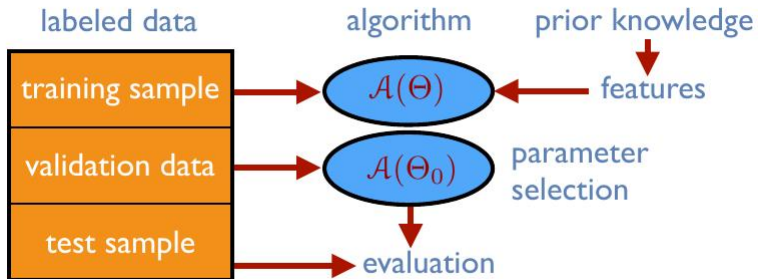 labeled data
algorithm
prior knowledge
training sample
𝒜(Θ)
features
validation data
𝒜(Θ₀)
parameter
selection
test sample
evaluation